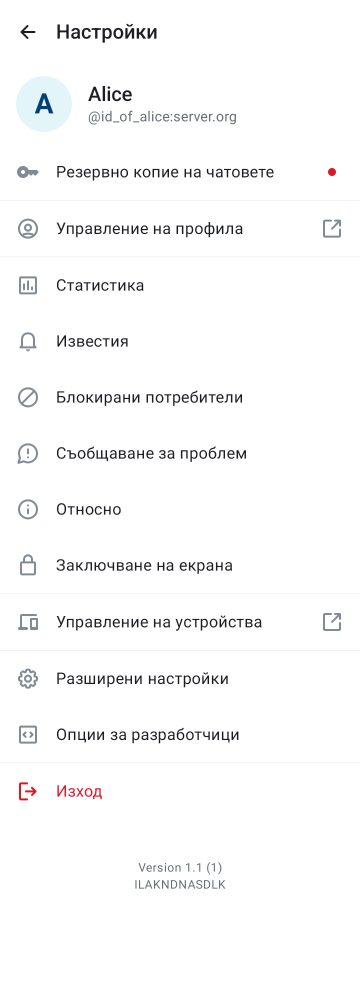 Настройки
A
Alice
@id_of_alice:server.org
Резервно копие на чатовете
Управление на профила
Статистика
Известия
Блокирани потребители
Съобщаване за проблем
Относно
Заключване на екрана
Управление на устройства
Разширени настройки
Опции за разработчици
Изход
Version 1.1 (1)
ILAKNDNASDLK